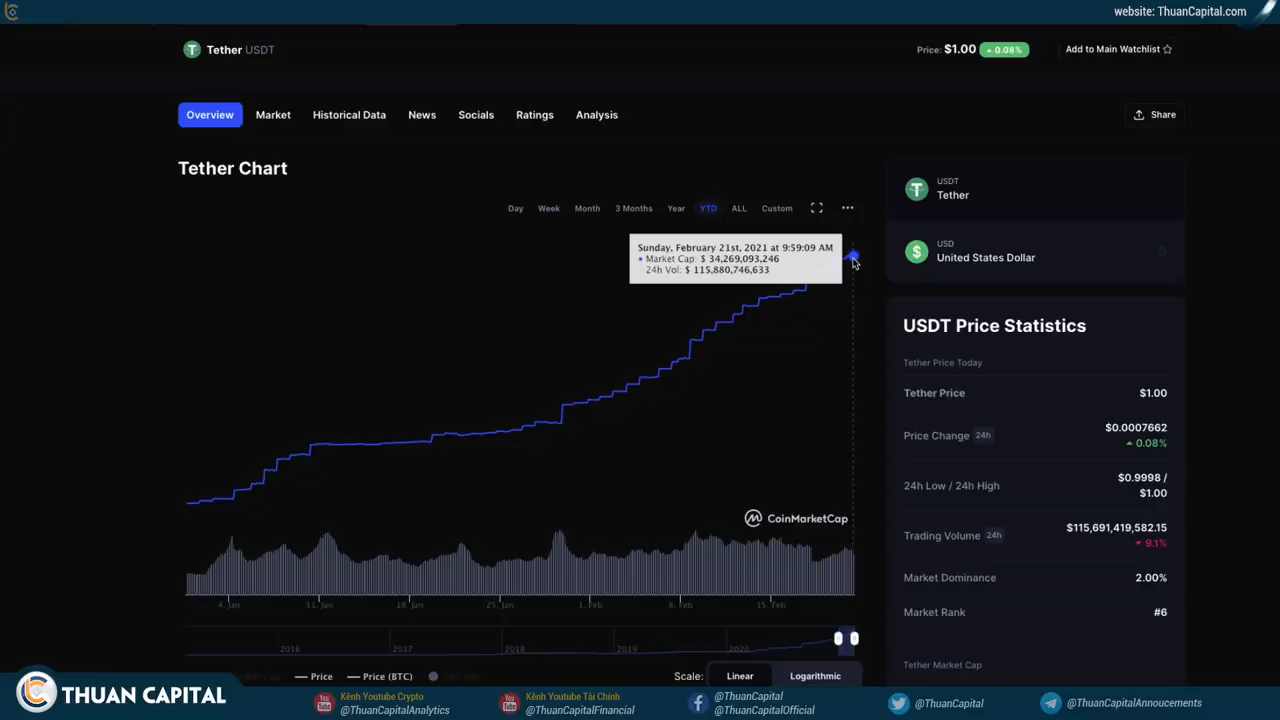 website: ThuanCapital.com
Tether USDT
Price: $1.00
0.08%
Add to Main Watchlist
Overview
Market
Historical Data
News
Socials
Ratings
Analysis
Share
Tether Chart
Day
Week
Month
3 Months
Year
YTD
ALL
Custom
Sunday, February 21st, 2021 at 9:59:09 AM
Market Cap: $ 34,269,093,246
24h Vol: $ 115,880,746,633
CoinMarketCap
4. Jan
11. Jan
18. Jan
25. Jan
1. Feb
8. Feb
15. Feb
2016
2017
2018
2019
2020
Price
Price (BTC)
Scale:
Linear
Logarithmic
USDT
Tether
USD
United States Dollar
USDT Price Statistics
Tether Price Today
Tether Price
$1.00
Price Change 24h
$0.0007662
0.08%
24h Low / 24h High
$0.9998 /
$1.00
Trading Volume 24h
$115,691,419,582.15
9.1%
Market Dominance
2.00%
Market Rank
#6
Tether Market Cap
THUAN CAPITAL
Kênh Youtube Crypto
@ThuanCapitalAnalytics
Kênh Youtube Tài Chính
@ThuanCapitalFinancial
@ThuanCapital
@ThuanCapitalOfficial
@ThuanCapital
@ThuanCapitalAnnoucements